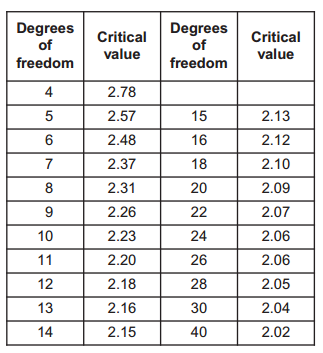 Degrees of freedom Critical value Degrees of freedom Critical value
4 2.78
5 2.57 15 2.13
6 2.48 16 2.12
7 2.37 18 2.10
8 2.31 20 2.09
9 2.26 22 2.07
10 2.23 24 2.06
11 2.20 26 2.06
12 2.18 28 2.05
13 2.16 30 2.04
14 2.15 40 2.02